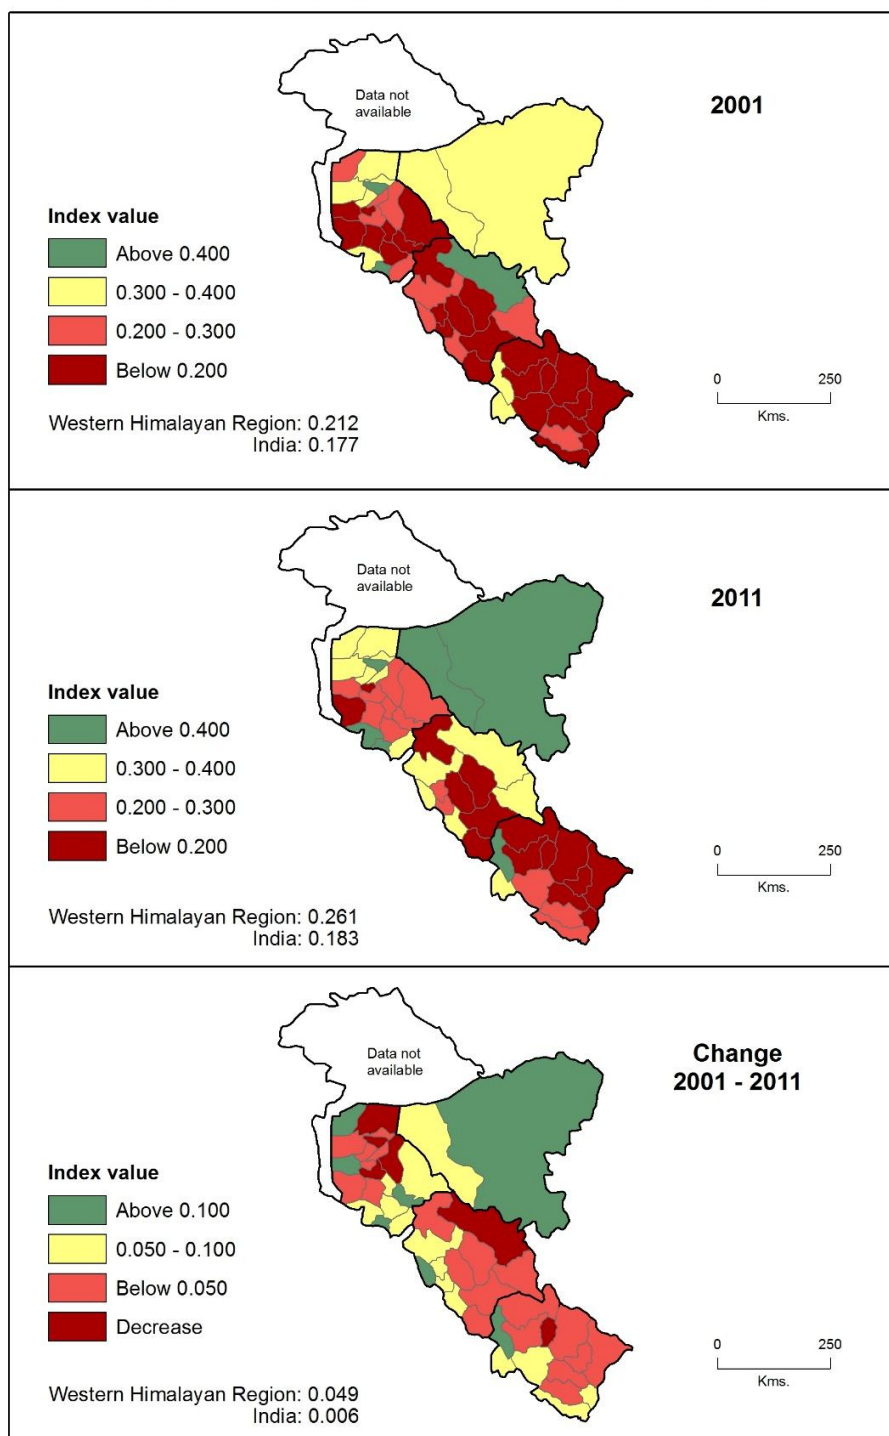 Data not
available
2001
Index value
Above 0.400
0.300 - 0.400
0.200 - 0.300
Below 0.200
Western Himalayan Region: 0.212
India: 0.177
0 250
Kms.
Data not
available
2011
Index value
Above 0.400
0.300 - 0.400
0.200 - 0.300
Below 0.200
Western Himalayan Region: 0.261
India: 0.183
0 250
Kms.
Data not
available
Change
2001 - 2011
Index value
Above 0.100
0.050 - 0.100
Below 0.050
Decrease
Western Himalayan Region: 0.049
India: 0.006
0 250
Kms.